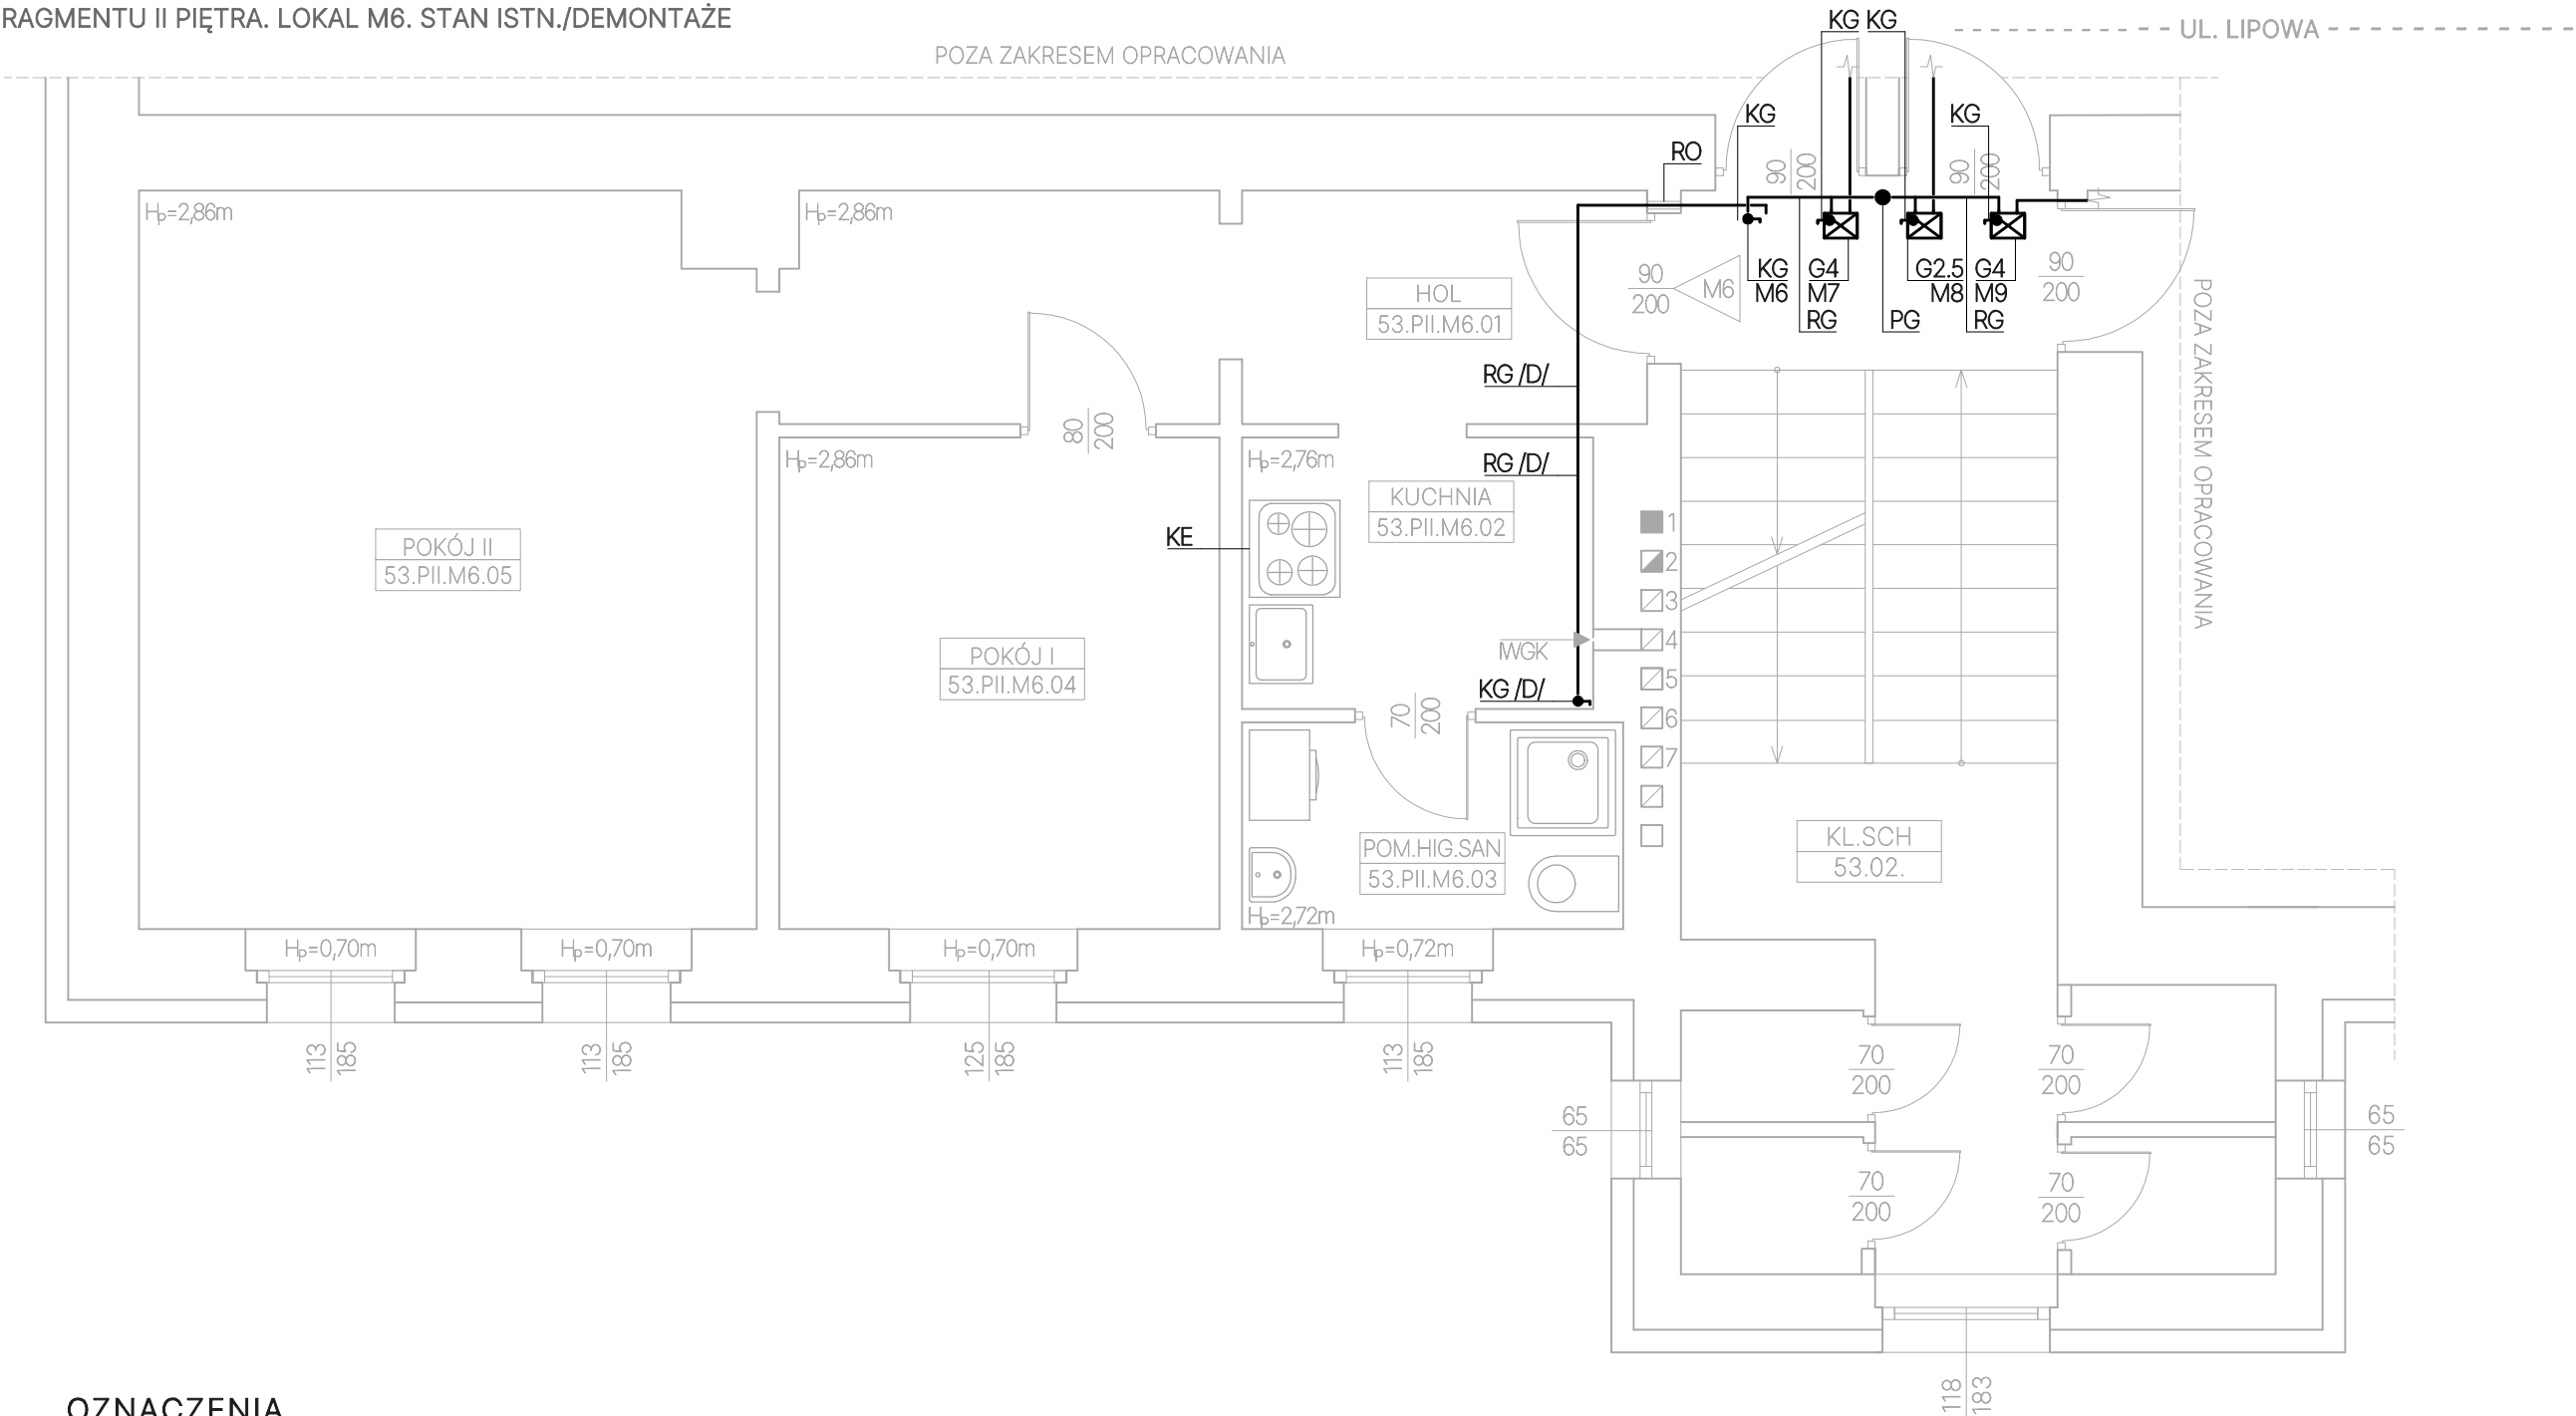 RAGMENTU II PIĘTRA. LOKAL M6. STAN ISTN./DEMONTAŻE
POZA ZAKRESEM OPRACOWANIA
KG KG
UL. LIPOWA
KG
KG
RO
90
200
90
200
Hp=2,86m
Hp=2,86m
HOL
53.PII.M6.01
90
200
M6
KG
M6
G4
M7
G2.5
M8
G4
M9
RG
PG
RG
90
200
POZA ZAKRESEM OPRACOWANIA
RG /D/
80
200
Hp=2,86m
Hp=2,76m
RG /D/
KUCHNIA
53.PII.M6.02
KE
POKÓJ II
53.PII.M6.05
POKÓJ I
53.PII.M6.04
1
2
3
4
5
6
7
IWGK
KG /D/
70
200
POM.HIG.SAN
53.PII.M6.03
KL.SCH
53.02.
Hp=2,72m
Hp=0,70m
Hp=0,70m
Hp=0,70m
Hp=0,72m
113
185
113
185
125
185
113
185
70
200
70
200
65
65
65
65
70
200
70
200
118
183
OZNACZENIA